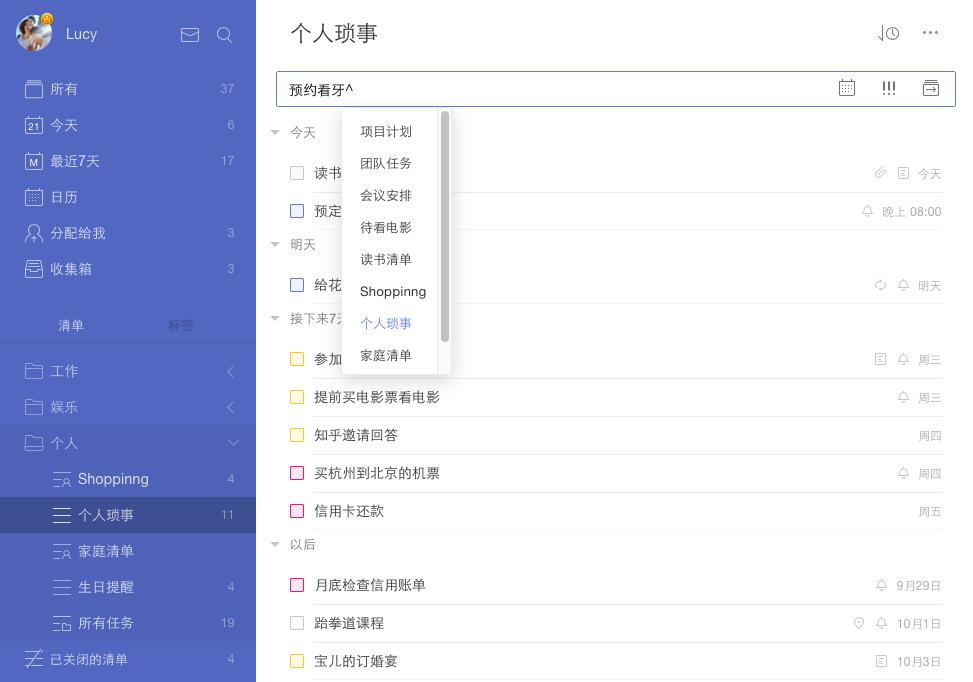 Lucy
所有 37
21 今天 6
M 最近7天 17
日历
分配给我 3
收集箱 3
清单 标签
工作
娱乐
个人
Shoppinng 4
个人琐事 11
家庭清单
生日提醒 4
所有任务 19
已关闭的清单 4
个人琐事
预约看牙^
项目计划
团队任务
会议安排
待看电影
读书清单
Shoppinng
个人琐事
家庭清单
今天
读书 今天
预定 晚上 08:00
明天
给花 明天
接下来7天
参加 周三
提前买电影票看电影 周三
知乎邀请回答 周四
买杭州到北京的机票 周四
信用卡还款 周五
以后
月底检查信用账单 9月29日
跆拳道课程 10月1日
宝儿的订婚宴 10月3日